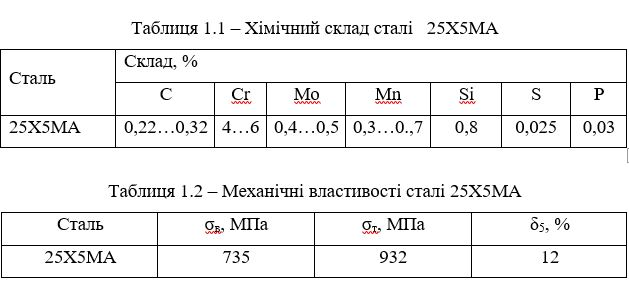 Таблиця 1.1 – Хімічний склад сталі 25Х5МА
Сталь
Склад, %
C Cr Mo Mn Si S P
25Х5МА 0,22…0,32 4…6 0,4…0,5 0,3…0.,7 0,8 0,025 0,03
Таблиця 1.2 – Механічні властивості сталі 25Х5МА
Сталь σв, МПа σт, МПа δ5, %
25Х5МА 735 932 12